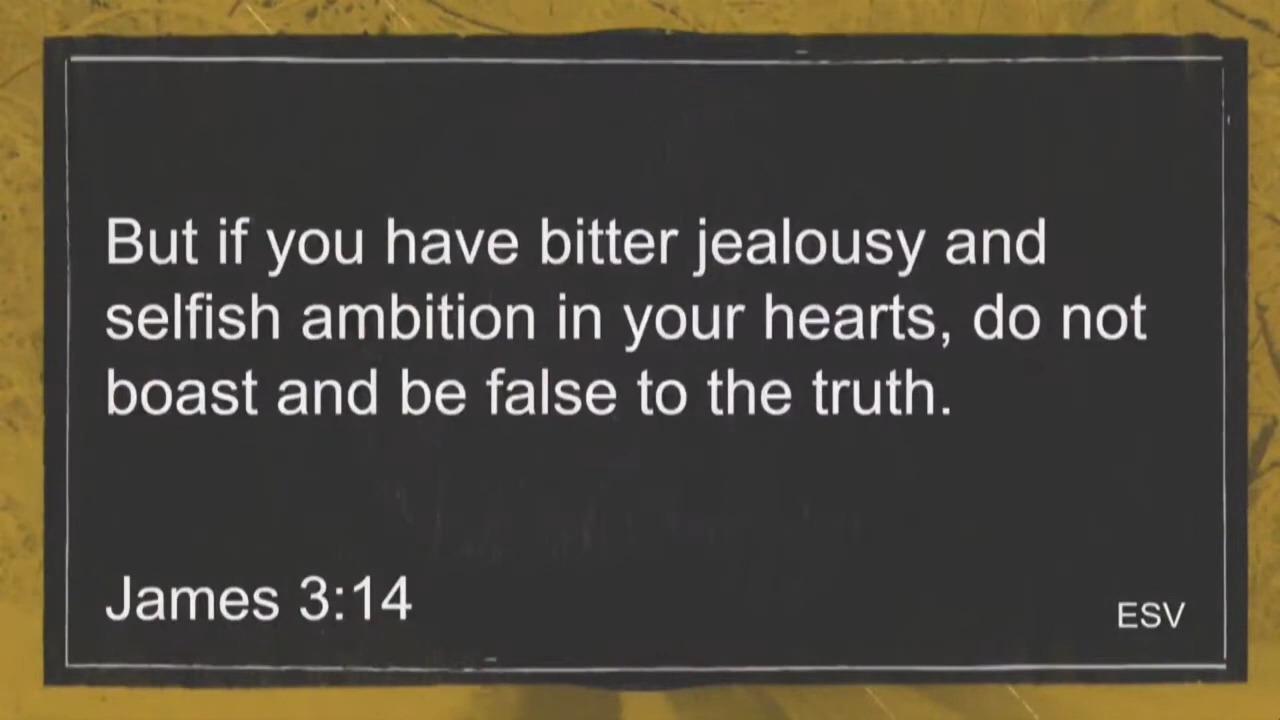 But if you have bitter jealousy and
selfish ambition in your hearts, do not
boast and be false to the truth.
James 3:14
ESV